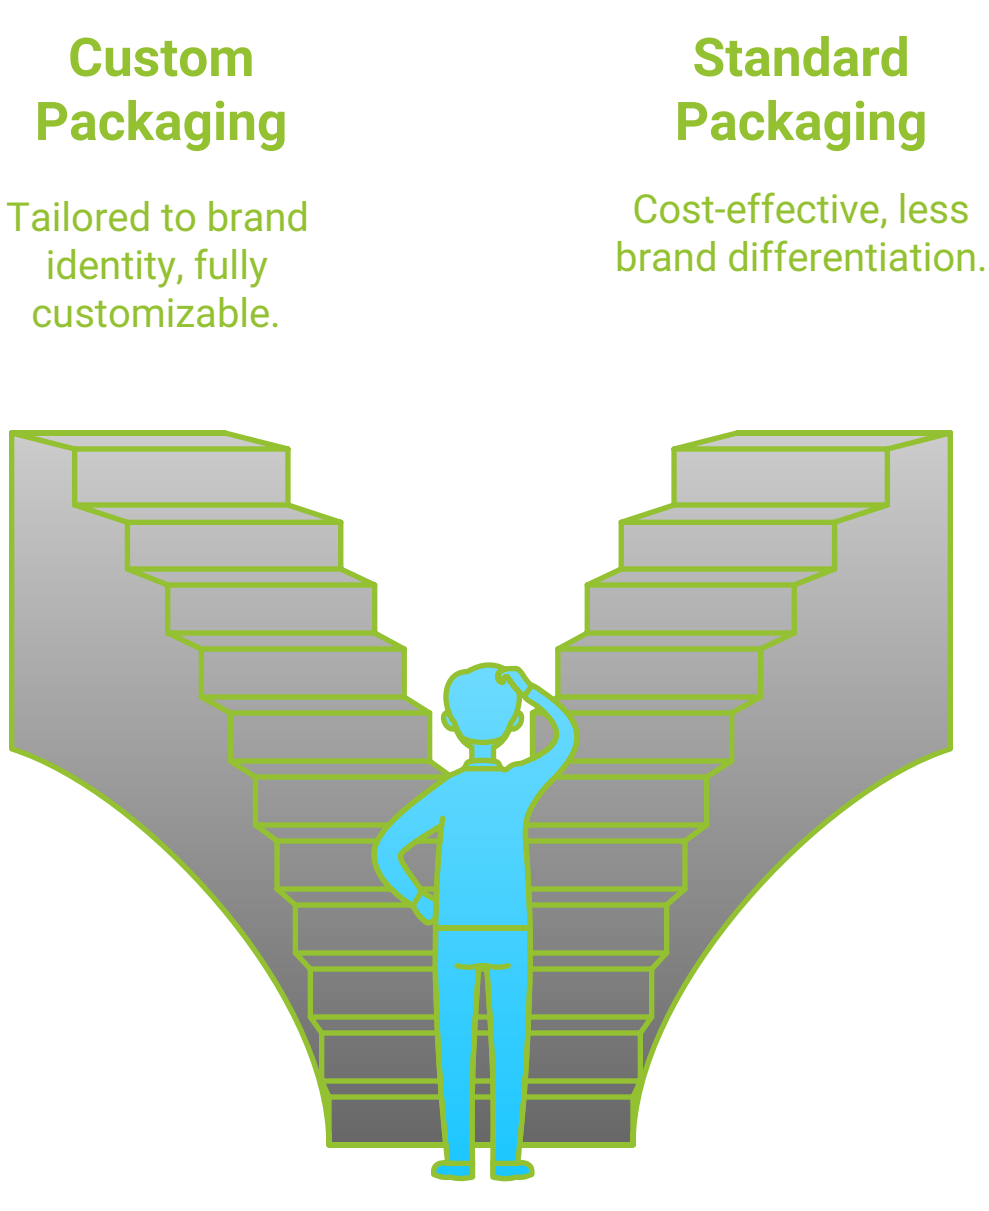 Custom
Packaging
Tailored to brand
identity, fully
customizable.
Standard
Packaging
Cost-effective, less
brand differentiation.